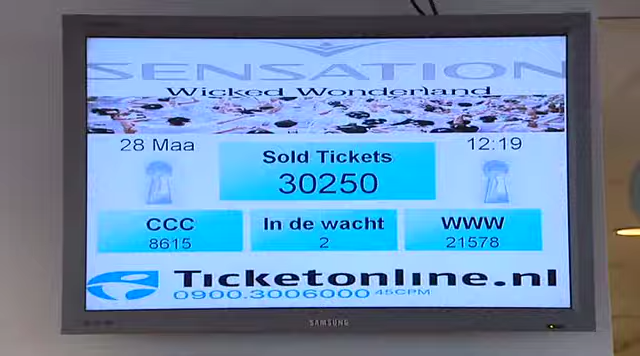 SENSATION
Wicked Wonderland
28 Maa
12:19
Sold Tickets
30250
CCC
8615
In de wacht
2
WWW
21578
Ticketonline.nl
0900.3006000 45CPM
SAMSUNG